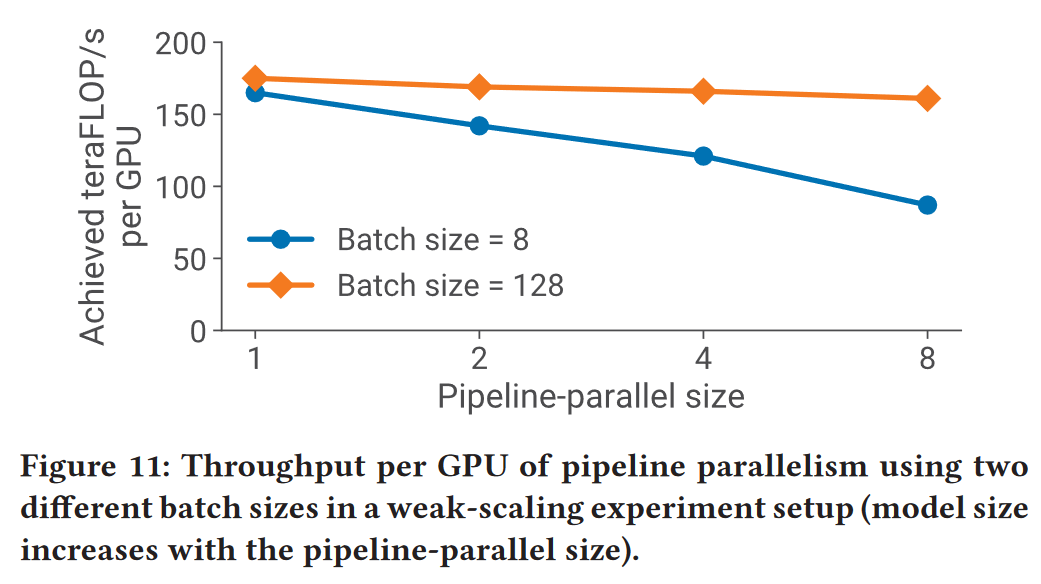 Achieved teraFLOP/s
per GPU
200
150
100
50
0
Batch size = 8
Batch size = 128
1 2 4 8
Pipeline-parallel size
Figure 11: Throughput per GPU of pipeline parallelism using two
different batch sizes in a weak-scaling experiment setup (model size
increases with the pipeline-parallel size).